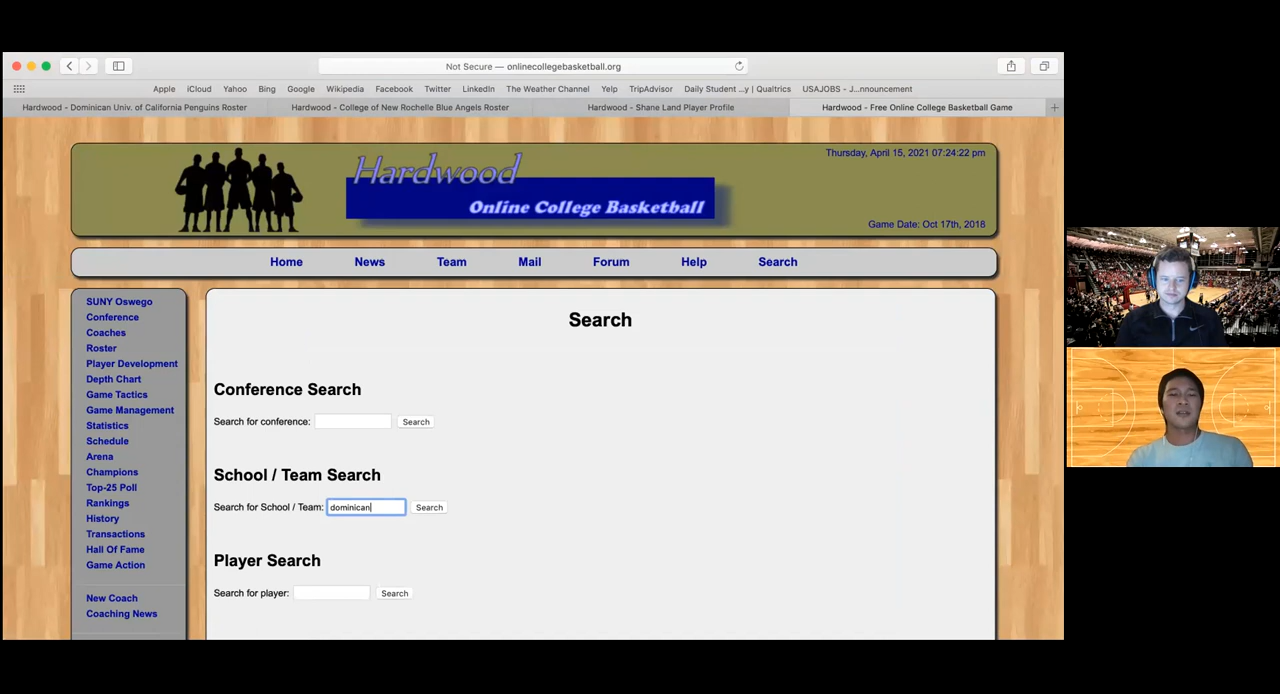 Not Secure — onlinecollegebasketball.org
Apple iCloud Yahoo Bing Google Wikipedia Facebook Twitter LinkedIn The Weather Channel Yelp TripAdvisor Daily Student ...y | Qualtrics USAJOBS - J...nnouncement
Hardwood - Dominican Univ. of California Penguins Roster Hardwood - College of New Rochelle Blue Angels Roster Hardwood - Shane Land Player Profile Hardwood - Free Online College Basketball Game
Thursday, April 15, 2021 07:24:22 pm
Hardwood
Online College Basketball
Game Date: Oct 17th, 2018
Home News Team Mail Forum Help Search
SUNY Oswego
Conference
Coaches
Roster
Player Development
Depth Chart
Game Tactics
Game Management
Statistics
Schedule
Arena
Champions
Top-25 Poll
Rankings
History
Transactions
Hall Of Fame
Game Action
New Coach
Coaching News
Search
Conference Search
Search for conference: Search
School / Team Search
Search for School / Team: dominican Search
Player Search
Search for player: Search